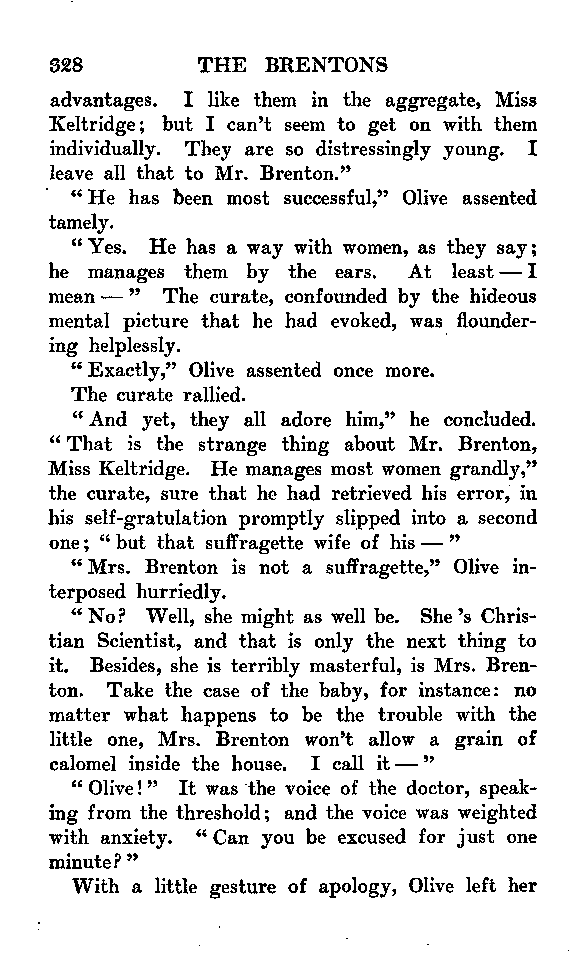 328 THE BRENTONS
advantages. I like them in the aggregate, Miss
Keltridge; but I can't seem to get on with them
individually. They are so distressingly young. I
leave all that to Mr. Brenton."
"He has been most successful," Olive assented
tamely.
"Yes. He has a way with women, as they say;
he manages them by the ears. At least — I
mean — " The curate, confounded by the hideous
mental picture that he had evoked, was flounder-
ing helplessly.
"Exactly," Olive assented once more.
The curate rallied.
"And yet, they all adore him," he concluded.
"That is the strange thing about Mr. Brenton,
Miss Keltridge. He manages most women grandly,"
the curate, sure that he had retrieved his error, in
his self-gratulation promptly slipped into a second
one; "but that suffragette wife of his — "
"Mrs. Brenton is not a suffragette," Olive in-
terposed hurriedly.
"No? Well, she might as well be. She's Chris-
tian Scientist, and that is only the next thing to
it. Besides, she is terribly masterful, is Mrs. Bren-
ton. Take the case of the baby, for instance: no
matter what happens to be the trouble with the
little one, Mrs. Brenton won't allow a grain of
calomel inside the house. I call it — "
"Olive!" It was the voice of the doctor, speak-
ing from the threshold; and the voice was weighted
with anxiety. "Can you be excused for just one
minute?"
With a little gesture of apology, Olive left her